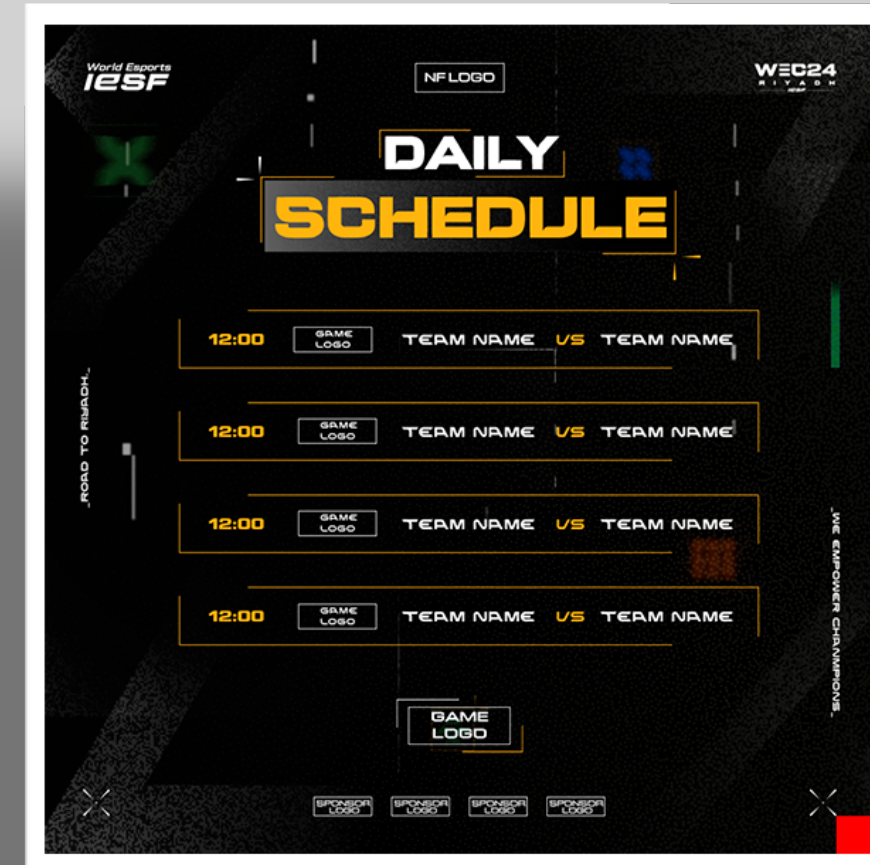 World Esports
IESF
NF LOGO
WEC24
RIYADH
IESF
DAILY
SCHEDULE
12:00 GAME LOGO TEAM NAME VS TEAM NAME
12:00 GAME LOGO TEAM NAME VS TEAM NAME
12:00 GAME LOGO TEAM NAME VS TEAM NAME
12:00 GAME LOGO TEAM NAME VS TEAM NAME
_ROAD TO RIYADH_
_WE EMPOWER CHANMPIONS_
GAME
LOGO
SPONSOR LOGO SPONSOR LOGO SPONSOR LOGO SPONSOR LOGO